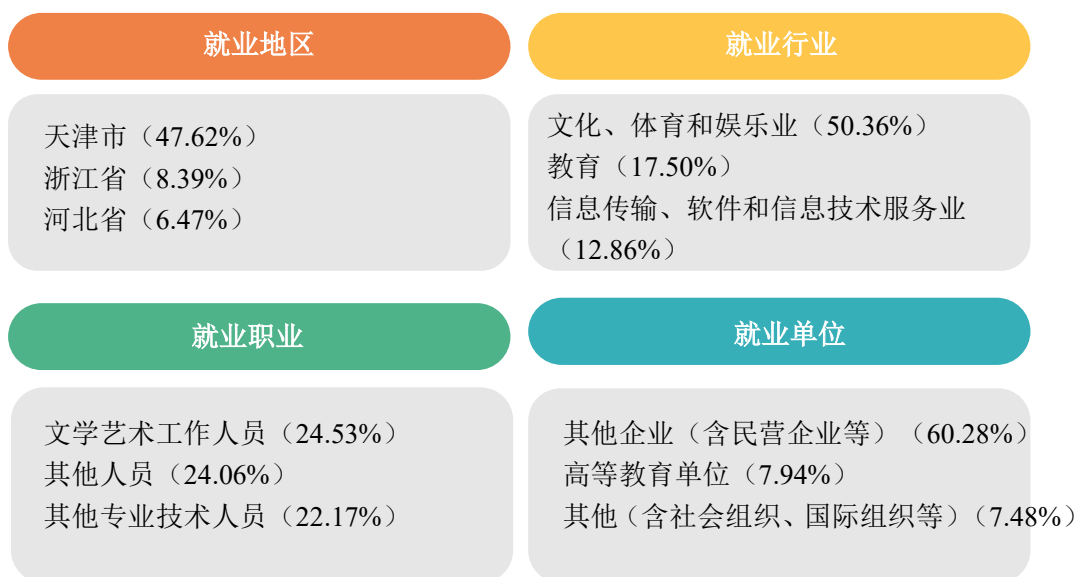 就业地区
天津市（47.62%）
浙江省（8.39%）
河北省（6.47%）
就业行业
文化、体育和娱乐业（50.36%）
教育（17.50%）
信息传输、软件和信息技术服务业
（12.86%）
就业职业
文学艺术工作人员（24.53%）
其他人员（24.06%）
其他专业技术人员（22.17%）
就业单位
其他企业（含民营企业等）（60.28%）
高等教育单位（7.94%）
其他（含社会组织、国际组织等）（7.48%）